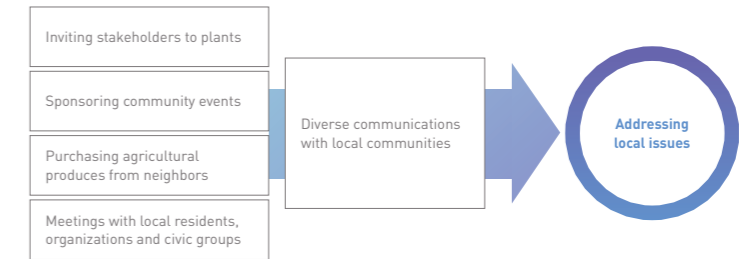 Inviting stakeholders to plants
Sponsoring community events
Purchasing agricultural
produces from neighbors
Meetings with local residents,
organizations and civic groups
Diverse communications
with local communities
Addressing
local issues